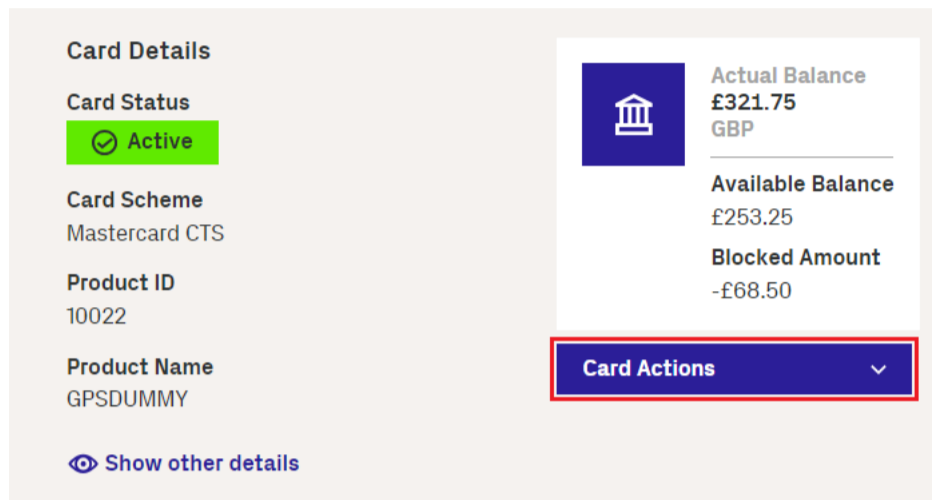 Card Details
Card Status
Active
Card Scheme
Mastercard CTS
Product ID
10022
Product Name
GPSDUMMY
Show other details
Actual Balance
£321.75
GBP
Available Balance
£253.25
Blocked Amount
-£68.50
Card Actions